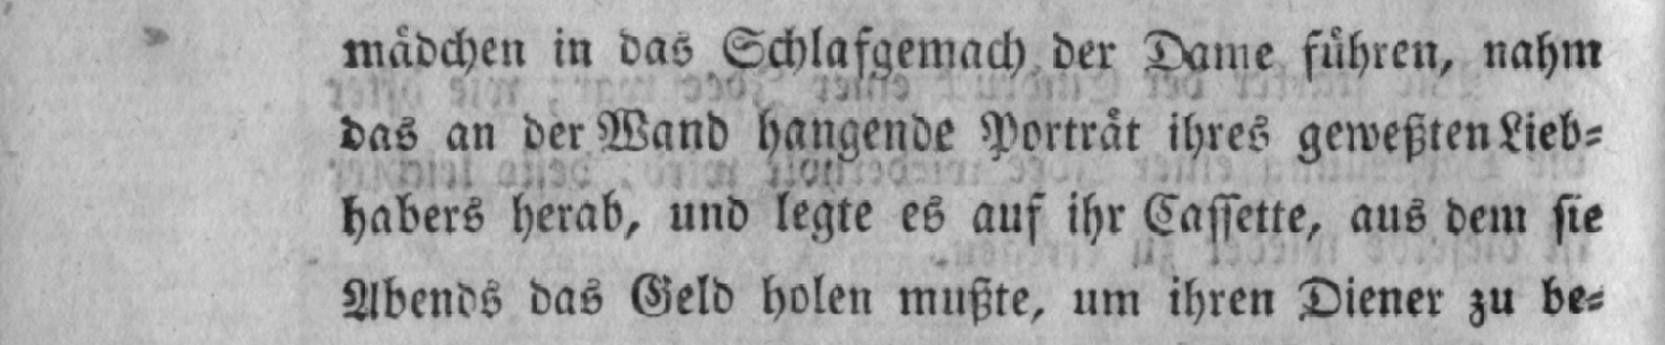 mädchen in das Schlafgemach der Dame führen, nahm
das an der Wand hangende Porträt ihres geweßten Lieb-
habers herab, und legte es auf ihr Cassette, aus dem sie
Abends das Geld holen mußte, um ihren Diener zu be-